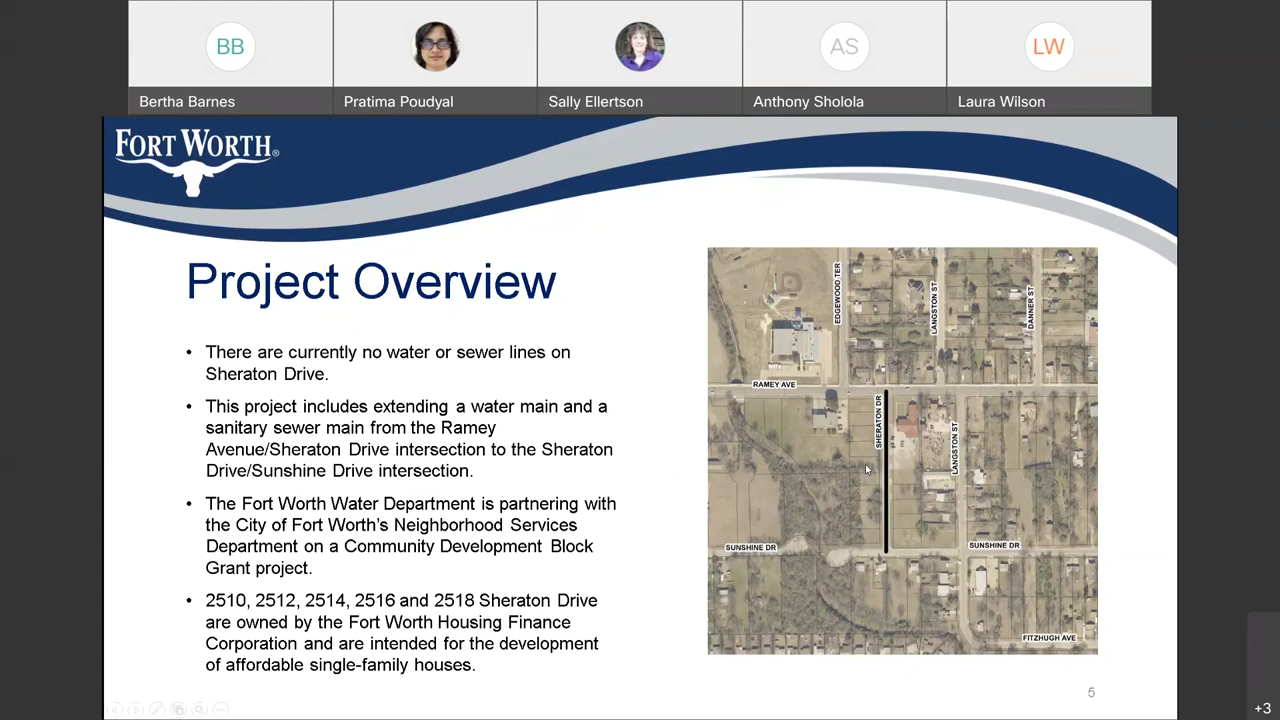 BB
AS
LW
Bertha Barnes
Pratima Poudyal
Sally Ellertson
Anthony Sholola
Laura Wilson
FORT WORTH®
Project Overview
• There are currently no water or sewer lines on
Sheraton Drive.
• This project includes extending a water main and a
sanitary sewer main from the Ramey
Avenue/Sheraton Drive intersection to the Sheraton
Drive/Sunshine Drive intersection.
• The Fort Worth Water Department is partnering with
the City of Fort Worth's Neighborhood Services
Department on a Community Development Block
Grant project.
• 2510, 2512, 2514, 2516 and 2518 Sheraton Drive
are owned by the Fort Worth Housing Finance
Corporation and are intended for the development
of affordable single-family houses.
EDGEWOOD TER
LANGSTON ST
DANNER ST
RAMEY AVE
SHERATON DR
LANGSTON ST
SUNSHINE DR
SUNSHINE DR
FITZHUGH AVE
5
+3